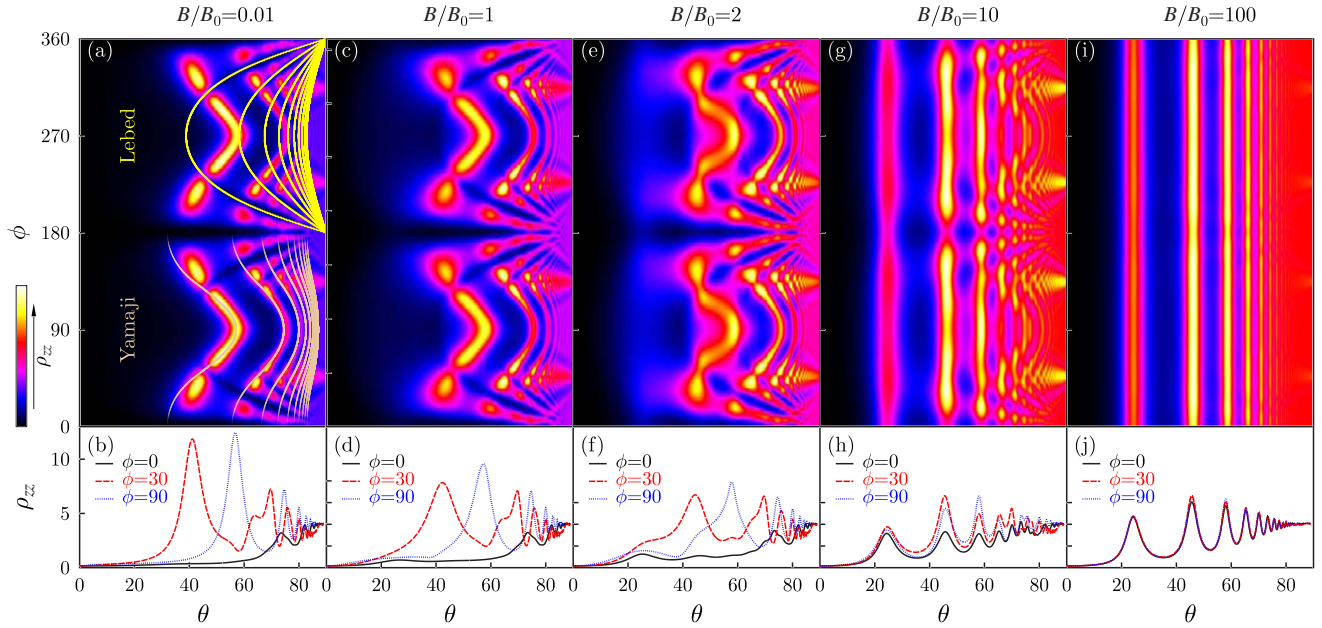 B/B₀=0.01 B/B₀=1 B/B₀=2 B/B₀=10 B/B₀=100
(a) (c) (e) (g) (i)
360
270
180
90
0
ϕ
Lebed
Yamaji
ρzz
(b) (d) (f) (h) (j)
ϕ=0 ϕ=0 ϕ=0 ϕ=0 ϕ=0
ϕ=30 ϕ=30 ϕ=30 ϕ=30 ϕ=30
ϕ=90 ϕ=90 ϕ=90 ϕ=90 ϕ=90
10
5
0
ρzz
0 20 40 60 80 0 20 40 60 80 0 20 40 60 80 0 20 40 60 80 0 20 40 60 80
θ θ θ θ θ